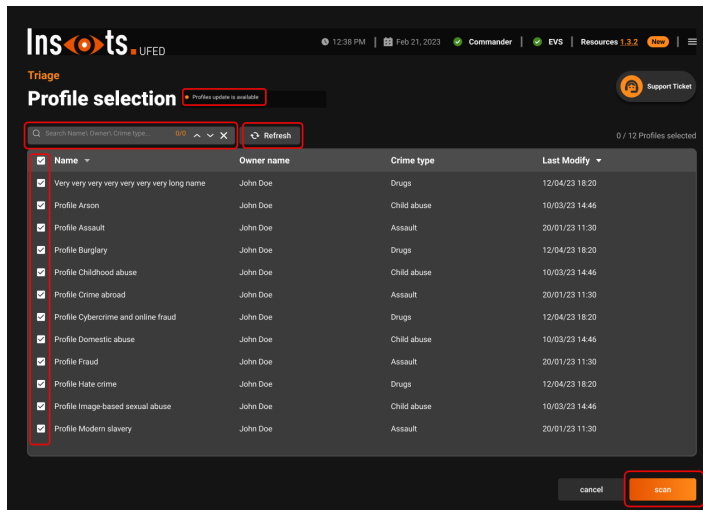 Ins ts. UFED
12:38 PM | Feb 21, 2023 Commander | EVS | Resources 1.3.2 New |
Triage
Support Ticket
Profile selection Profiles update is available
Search Name\ Owner\ Crime type... 0/0 Refresh 0 / 12 Profiles selected
Name Owner name Crime type Last Modify
Very very very very very very very long name John Doe Drugs 12/04/23 18:20
Profile Arson John Doe Child abuse 10/03/23 14:46
Profile Assault John Doe Assault 20/01/23 11:30
Profile Burglary John Doe Drugs 12/04/23 18:20
Profile Childhood abuse John Doe Child abuse 10/03/23 14:46
Profile Crime abroad John Doe Assault 20/01/23 11:30
Profile Cybercrime and online fraud John Doe Drugs 12/04/23 18:20
Profile Domestic abuse John Doe Child abuse 10/03/23 14:46
Profile Fraud John Doe Assault 20/01/23 11:30
Profile Hate crime John Doe Drugs 12/04/23 18:20
Profile Image-based sexual abuse John Doe Child abuse 10/03/23 14:46
Profile Modern slavery John Doe Assault 20/01/23 11:30
cancel scan